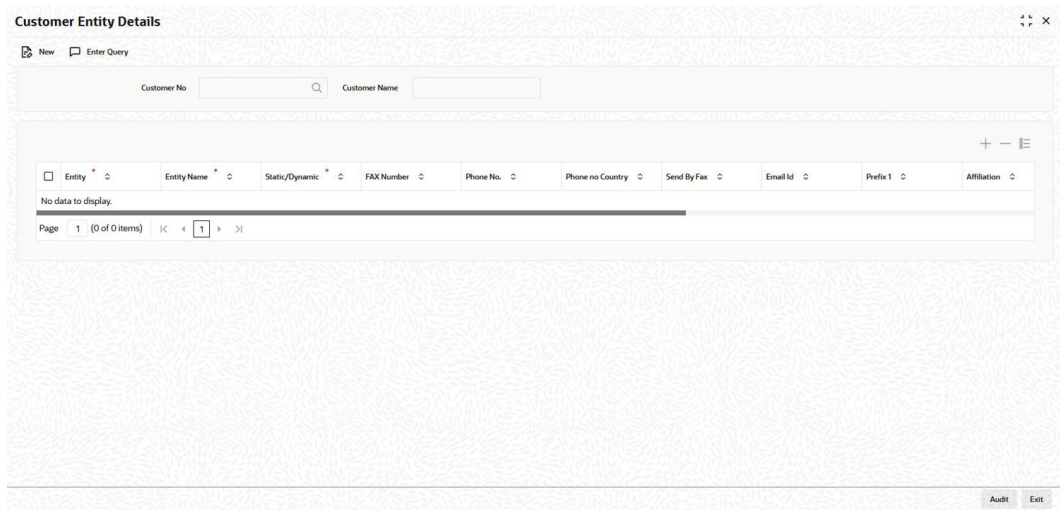 Customer Entity Details
New Enter Query
Customer No Customer Name
Entity * Entity Name * Static/Dynamic * FAX Number Phone No. Phone no Country Send By Fax Email Id Prefix 1 Affiliation
No data to display.
Page 1 (0 of 0 items) 1
Audit Exit